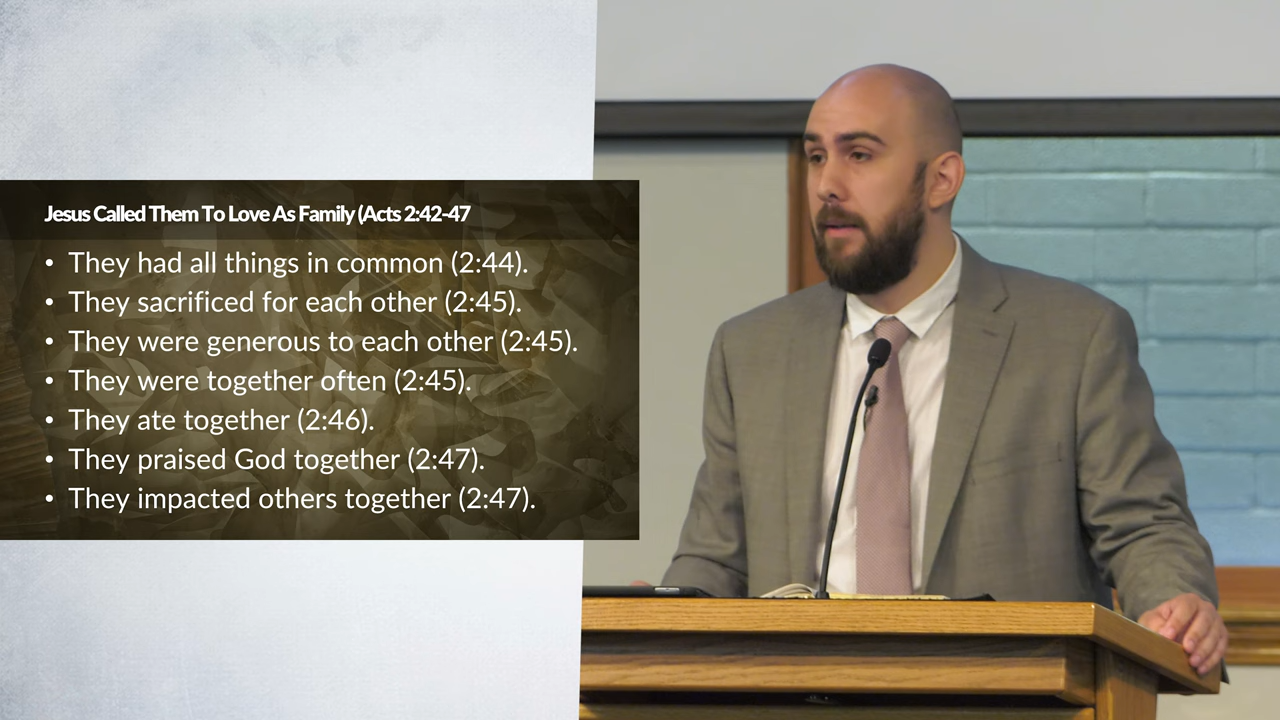 Jesus Called Them To Love As Family (Acts 2:42-47
• They had all things in common (2:44).
• They sacrificed for each other (2:45).
• They were generous to each other (2:45).
• They were together often (2:45).
• They ate together (2:46).
• They praised God together (2:47).
• They impacted others together (2:47).